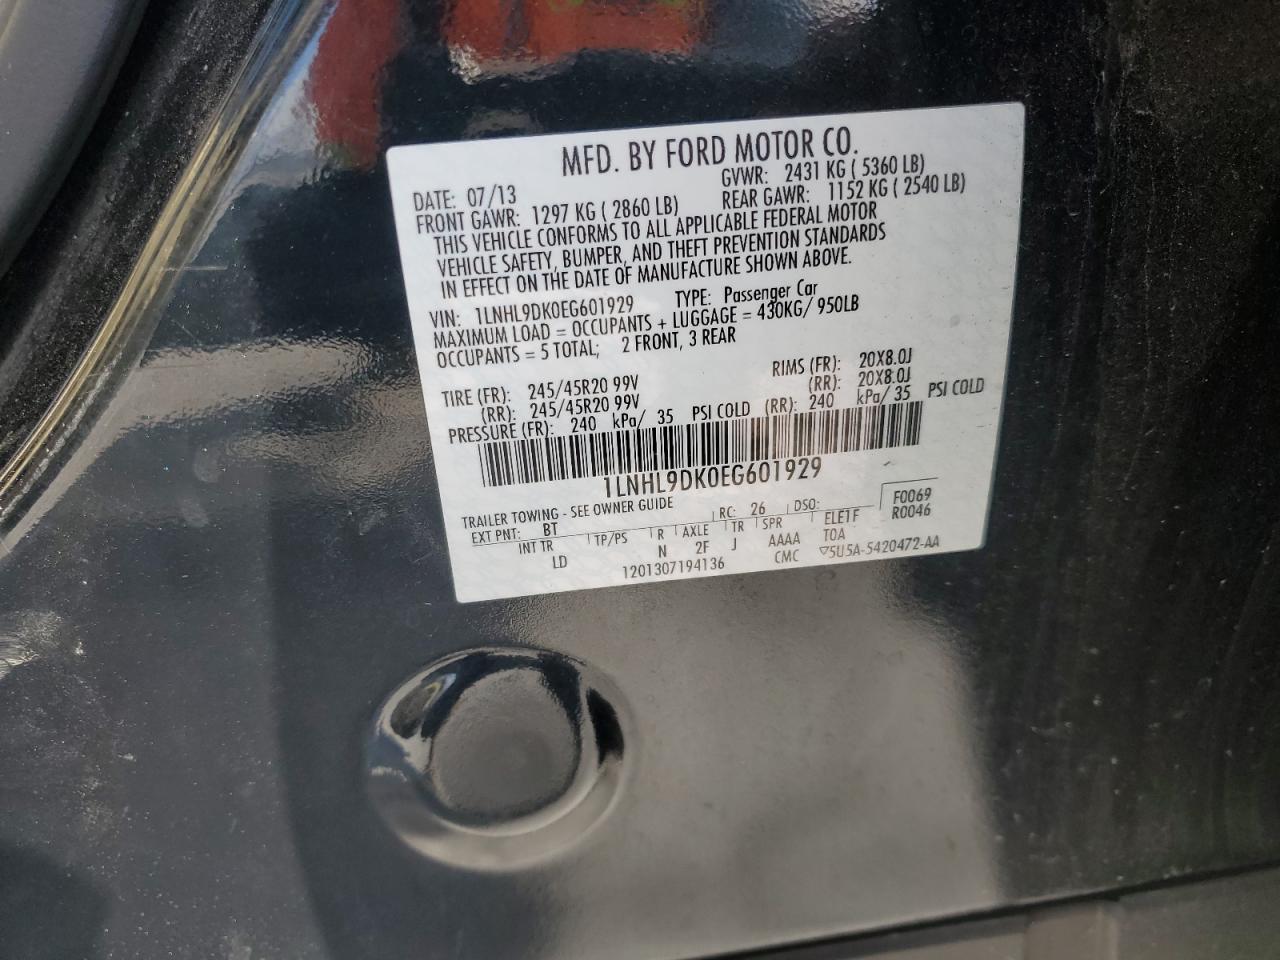 MFD. BY FORD MOTOR CO.
DATE: 07/13 GVWR: 2431 KG ( 5360 LB)
FRONT GAWR: 1297 KG ( 2860 LB) REAR GAWR: 1152 KG ( 2540 LB)
THIS VEHICLE CONFORMS TO ALL APPLICABLE FEDERAL MOTOR
VEHICLE SAFETY, BUMPER, AND THEFT PREVENTION STANDARDS
IN EFFECT ON THE DATE OF MANUFACTURE SHOWN ABOVE.
VIN: 1LNHL9DK0EG601929 TYPE: Passenger Car
MAXIMUM LOAD = OCCUPANTS + LUGGAGE = 430KG/ 950LB
OCCUPANTS = 5 TOTAL; 2 FRONT, 3 REAR
TIRE (FR): 245/45R20 99V RIMS (FR): 20X8.0J
(RR): 245/45R20 99V (RR): 20X8.0J
PRESSURE (FR): 240 kPa/ 35 PSI COLD (RR): 240 kPa/ 35 PSI COLD
1LNHL9DK0EG601929
TRAILER TOWING - SEE OWNER GUIDE
EXT PNT: BT RC: 26 DSO: F0069
R0046
INT TR TP/PS R AXLE TR SPR ELE1F
LD N 2F J AAAA TOA
1201307194136 CMC ▽5U5A-5420472-AA